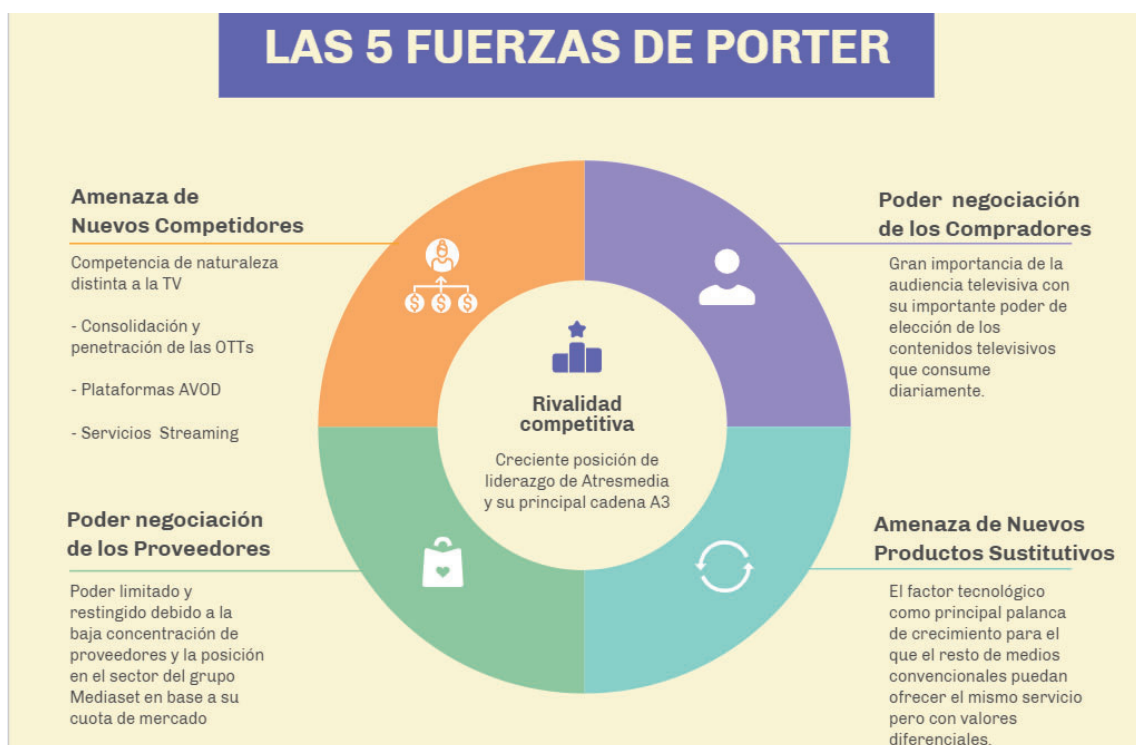 LAS 5 FUERZAS DE PORTER
Amenaza de
Nuevos Competidores
Competencia de naturaleza
distinta a la TV
- Consolidación y
penetración de las OTTs
- Plataformas AVOD
- Servicios Streaming
Poder negociación
de los Compradores
Gran importancia de la
audiencia televisiva con
su importante poder de
elección de los
contenidos televisivos
que consume
diariamente.
Rivalidad
competitiva
Creciente posición de
liderazgo de Atresmedia
y su principal cadena A3
Poder negociación
de los Proveedores
Poder limitado y
restingido debido a la
baja concentración de
proveedores y la posición
en el sector del grupo
Mediaset en base a su
cuota de mercado
Amenaza de Nuevos
Productos Sustitutivos
El factor tecnológico
como principal palanca
de crecimiento para el
que el resto de medios
convencionales puedan
ofrecer el mismo servicio
pero con valores
diferenciales.